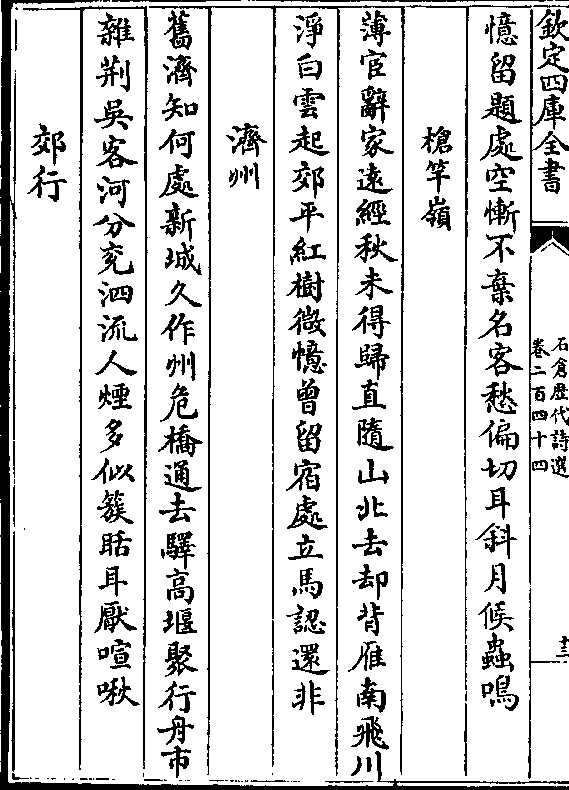 欽定四庫全書
石倉歷代詩選
卷二百四十四
十三
憶留題處空慚不棄名客愁偏切耳斜月候蟲鳴
槍竿嶺
薄宦辭家遠經秋未得歸直隨山北去却背雁南飛川
淨白雲起郊平紅樹微憶曾留宿處立馬認還非
濟州
舊濟知何處新城久作州危橋通去驛高堰聚行舟市
雜荆吳客河分兖泗流人煙多似簇聒耳厭喧啾
郊行